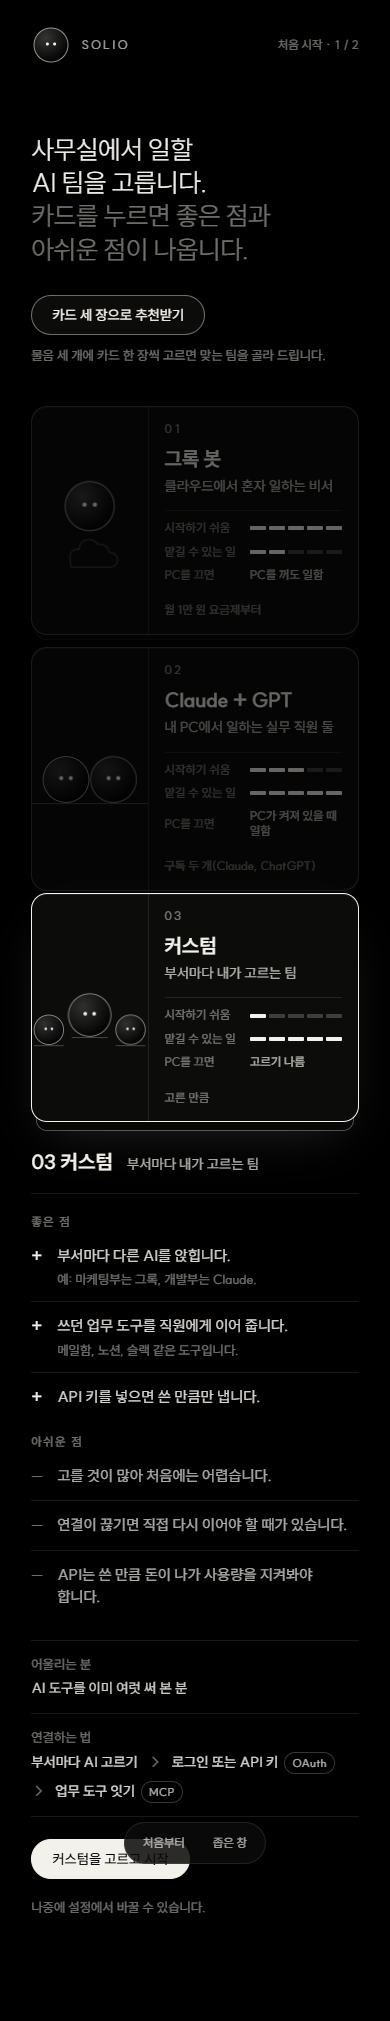 SOLIO
처음 시작 · 1 / 2
사무실에서 일할
AI 팀을 고릅니다.
카드를 누르면 좋은 점과
아쉬운 점이 나옵니다.
카드 세 장으로 추천받기
물음 세 개에 카드 한 장씩 고르면 맞는 팀을 골라 드립니다.
01
그록 봇
클라우드에서 혼자 일하는 비서
시작하기 쉬움
맡길 수 있는 일
PC를 끄면 PC를 꺼도 일함
월 1만 원 요금제부터
02
Claude + GPT
내 PC에서 일하는 실무 직원 둘
시작하기 쉬움
맡길 수 있는 일
PC를 끄면 PC가 켜져 있을 때
일함
구독 두 개(Claude, ChatGPT)
03
커스텀
부서마다 내가 고르는 팀
시작하기 쉬움
맡길 수 있는 일
PC를 끄면 고르기 나름
고른 만큼
03 커스텀 부서마다 내가 고르는 팀
좋은 점
+ 부서마다 다른 AI를 앉힙니다.
예: 마케팅부는 그록, 개발부는 Claude.
+ 쓰던 업무 도구를 직원에게 이어 줍니다.
메일함, 노션, 슬랙 같은 도구입니다.
+ API 키를 넣으면 쓴 만큼만 냅니다.
아쉬운 점
— 고를 것이 많아 처음에는 어렵습니다.
— 연결이 끊기면 직접 다시 이어야 할 때가 있습니다.
— API는 쓴 만큼 돈이 나가 사용량을 지켜봐야
합니다.
어울리는 분
AI 도구를 이미 여럿 써 본 분
연결하는 법
부서마다 AI 고르기 > 로그인 또는 API 키 OAuth
> 업무 도구 잇기 MCP
처음부터 좁은 창
커스텀을 고르고 시작
나중에 설정에서 바꿀 수 있습니다.